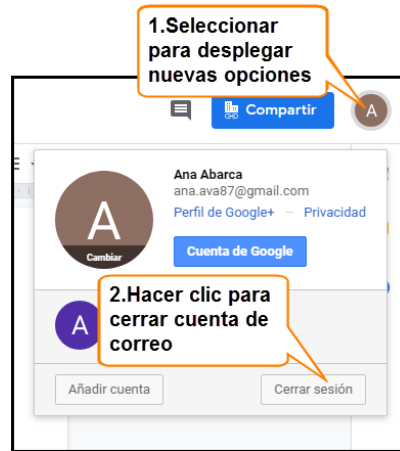 1.Seleccionar
para desplegar
nuevas opciones
Compartir
A
A
Cambiar
Ana Abarca
ana.ava87@gmail.com
Perfil de Google+ – Privacidad
Cuenta de Google
A
2.Hacer clic para
cerrar cuenta de
correo
Añadir cuenta
Cerrar sesión